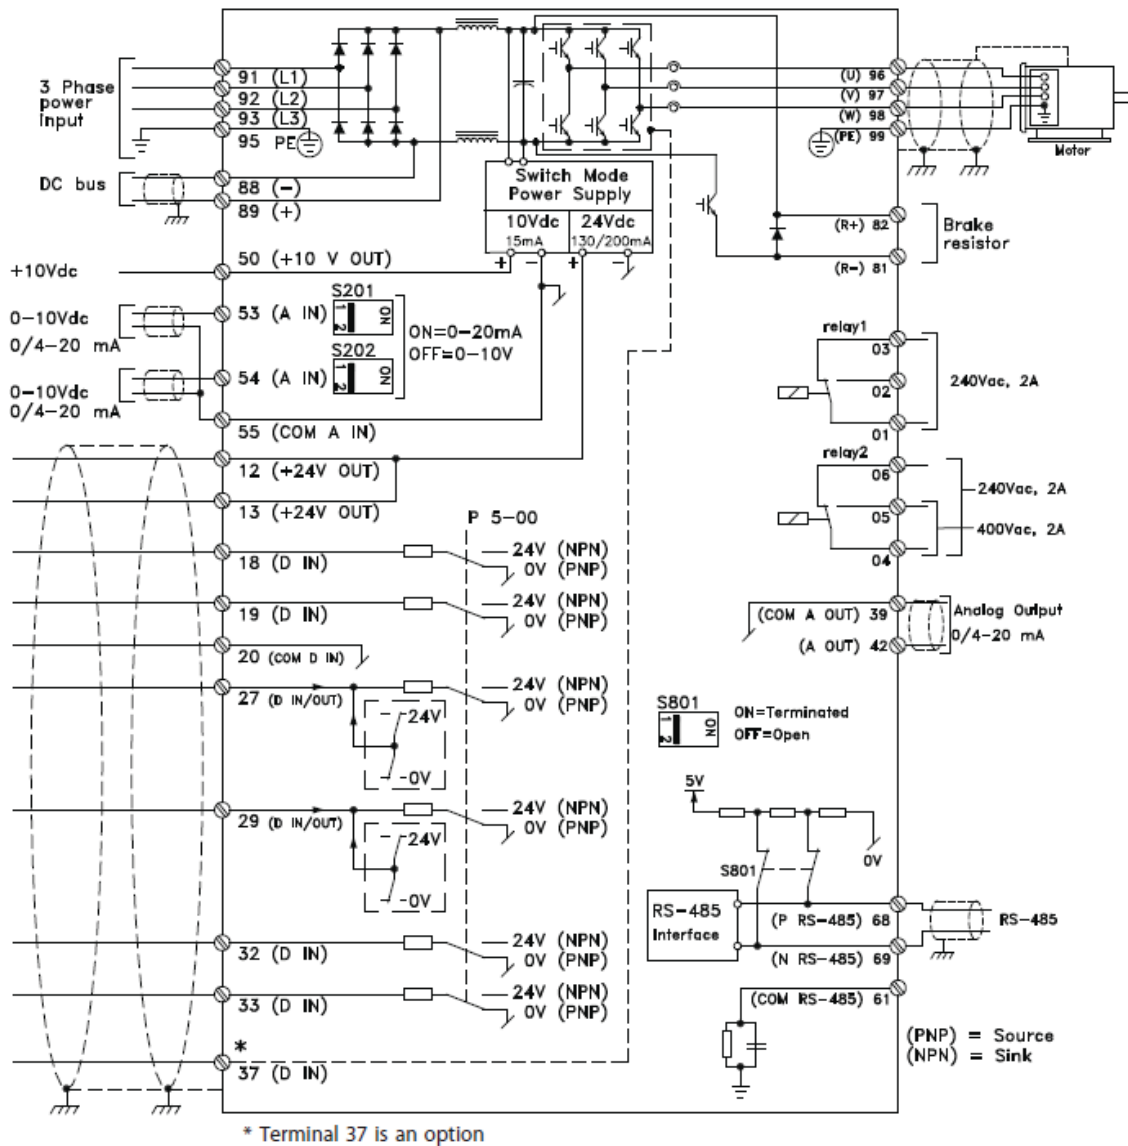 3 Phase
power
input
91 (L1)
92 (L2)
93 (L3)
95 PE
DC bus
88 (-)
89 (+)
+10Vdc
50 (+10 V OUT)
0-10Vdc
0/4-20 mA
53 (A IN)
S201
1 2
ON
ON=0-20mA
OFF=0-10V
S202
1 2
ON
0-10Vdc
0/4-20 mA
54 (A IN)
55 (COM A IN)
12 (+24V OUT)
13 (+24V OUT)
P 5-00
18 (D IN)
24V (NPN)
0V (PNP)
19 (D IN)
24V (NPN)
0V (PNP)
20 (COM D IN)
27 (D IN/OUT)
24V (NPN)
0V (PNP)
24V
0V
29 (D IN/OUT)
24V (NPN)
0V (PNP)
24V
0V
32 (D IN)
24V (NPN)
0V (PNP)
33 (D IN)
24V (NPN)
0V (PNP)
*
37 (D IN)
Switch Mode
Power Supply
10Vdc
15mA
24Vdc
130/200mA
+ - + -
(U) 96
(V) 97
(W) 98
(PE) 99
Motor
(R+) 82
(R-) 81
Brake
resistor
relay1
03
02
01
240Vac, 2A
relay2
06
05
04
240Vac, 2A
400Vac, 2A
(COM A OUT) 39
(A OUT) 42
Analog Output
0/4-20 mA
S801
1 2
ON
ON=Terminated
OFF=Open
5V
0V
S801
RS-485
Interface
(P RS-485) 68
(N RS-485) 69
RS-485
(COM RS-485) 61
(PNP) = Source
(NPN) = Sink
* Terminal 37 is an option